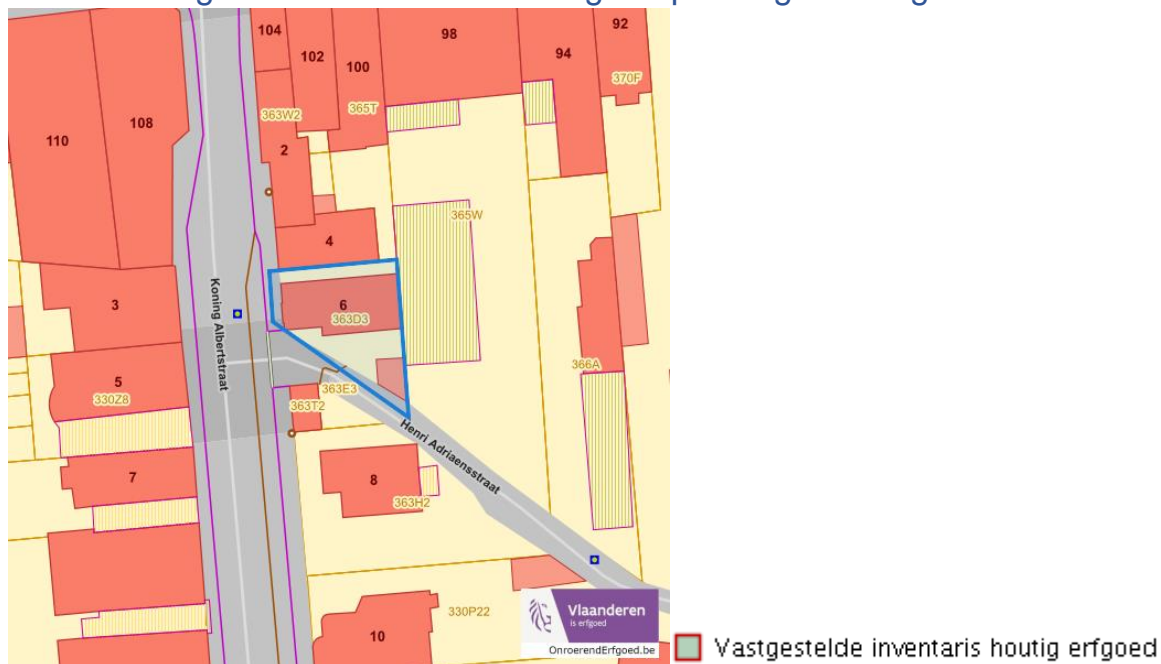 104
92
98
102
94
100
370F
363W2
365T
108
110
2
365W
4
Koning Albertstraat
3
6
363D3
366A
5
363E3
330Z8
363T2
Henri Adriaensstraat
7
8
363H2
330P22
10
Vlaanderen
is erfgoed
OnroerendErfgoed.be
Vastgestelde inventaris houtig erfgoed